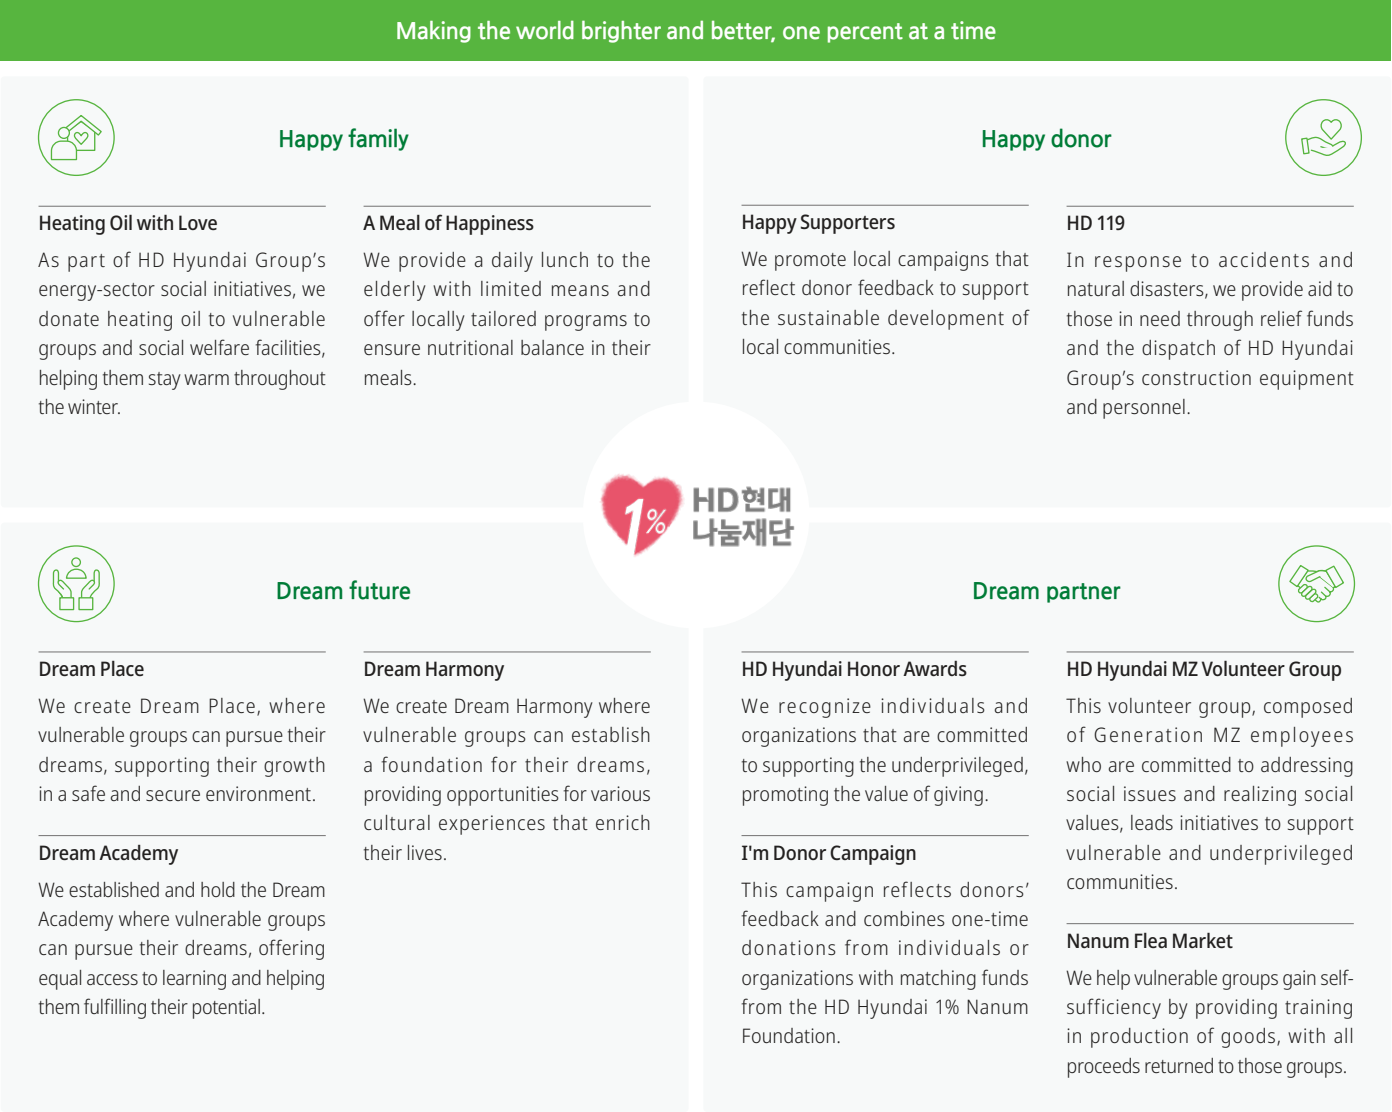 Making the world brighter and better, one percent at a time
Happy family
Heating Oil with Love
As part of HD Hyundai Group's
energy-sector social initiatives, we
donate heating oil to vulnerable
groups and social welfare facilities,
helping them stay warm throughout
the winter.
A Meal of Happiness
We provide a daily lunch to the
elderly with limited means and
offer locally tailored programs to
ensure nutritional balance in their
meals.
Happy donor
Happy Supporters
We promote local campaigns that
reflect donor feedback to support
the sustainable development of
local communities.
HD 119
In response to accidents and
natural disasters, we provide aid to
those in need through relief funds
and the dispatch of HD Hyundai
Group's construction equipment
and personnel.
1%
HD현대
나눔재단
Dream future
Dream Place
We create Dream Place, where
vulnerable groups can pursue their
dreams, supporting their growth
in a safe and secure environment.
Dream Academy
We established and hold the Dream
Academy where vulnerable groups
can pursue their dreams, offering
equal access to learning and helping
them fulfilling their potential.
Dream Harmony
We create Dream Harmony where
vulnerable groups can establish
a foundation for their dreams,
providing opportunities for various
cultural experiences that enrich
their lives.
Dream partner
HD Hyundai Honor Awards
We recognize individuals and
organizations that are committed
to supporting the underprivileged,
promoting the value of giving.
I'm Donor Campaign
This campaign reflects donors'
feedback and combines one-time
donations from individuals or
organizations with matching funds
from the HD Hyundai 1% Nanum
Foundation.
HD Hyundai MZ Volunteer Group
This volunteer group, composed
of Generation MZ employees
who are committed to addressing
social issues and realizing social
values, leads initiatives to support
vulnerable and underprivileged
communities.
Nanum Flea Market
We help vulnerable groups gain self-
sufficiency by providing training
in production of goods, with all
proceeds returned to those groups.